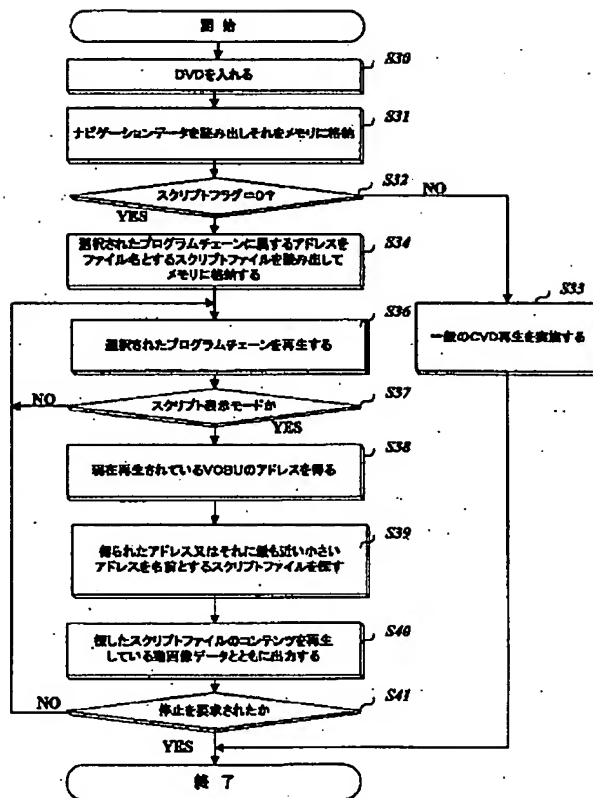 開 始
DVDを入れる
S30
ナビゲーションデータを読み出しそれをメモリに格納
S31
スクリプトフラグ=0?
S32
NO
YES
選択されたプログラムチェーンに属するアドレスを
ファイル名とするスクリプトファイルを読み出して
メモリに格納する
S34
S33
一般のCVD再生を実施する
選択されたプログラムチェーンを再生する
S36
スクリプト表示モードか
S37
NO
YES
現在再生されているVOBUのアドレスを得る
S38
得られたアドレス又はそれに最も近い小さい
アドレスを名前とするスクリプトファイルを探す
S39
探したスクリプトファイルのコンテンツを再生
している動画像データとともに出力する
S40
停止を要求されたか
S41
NO
YES
終 了